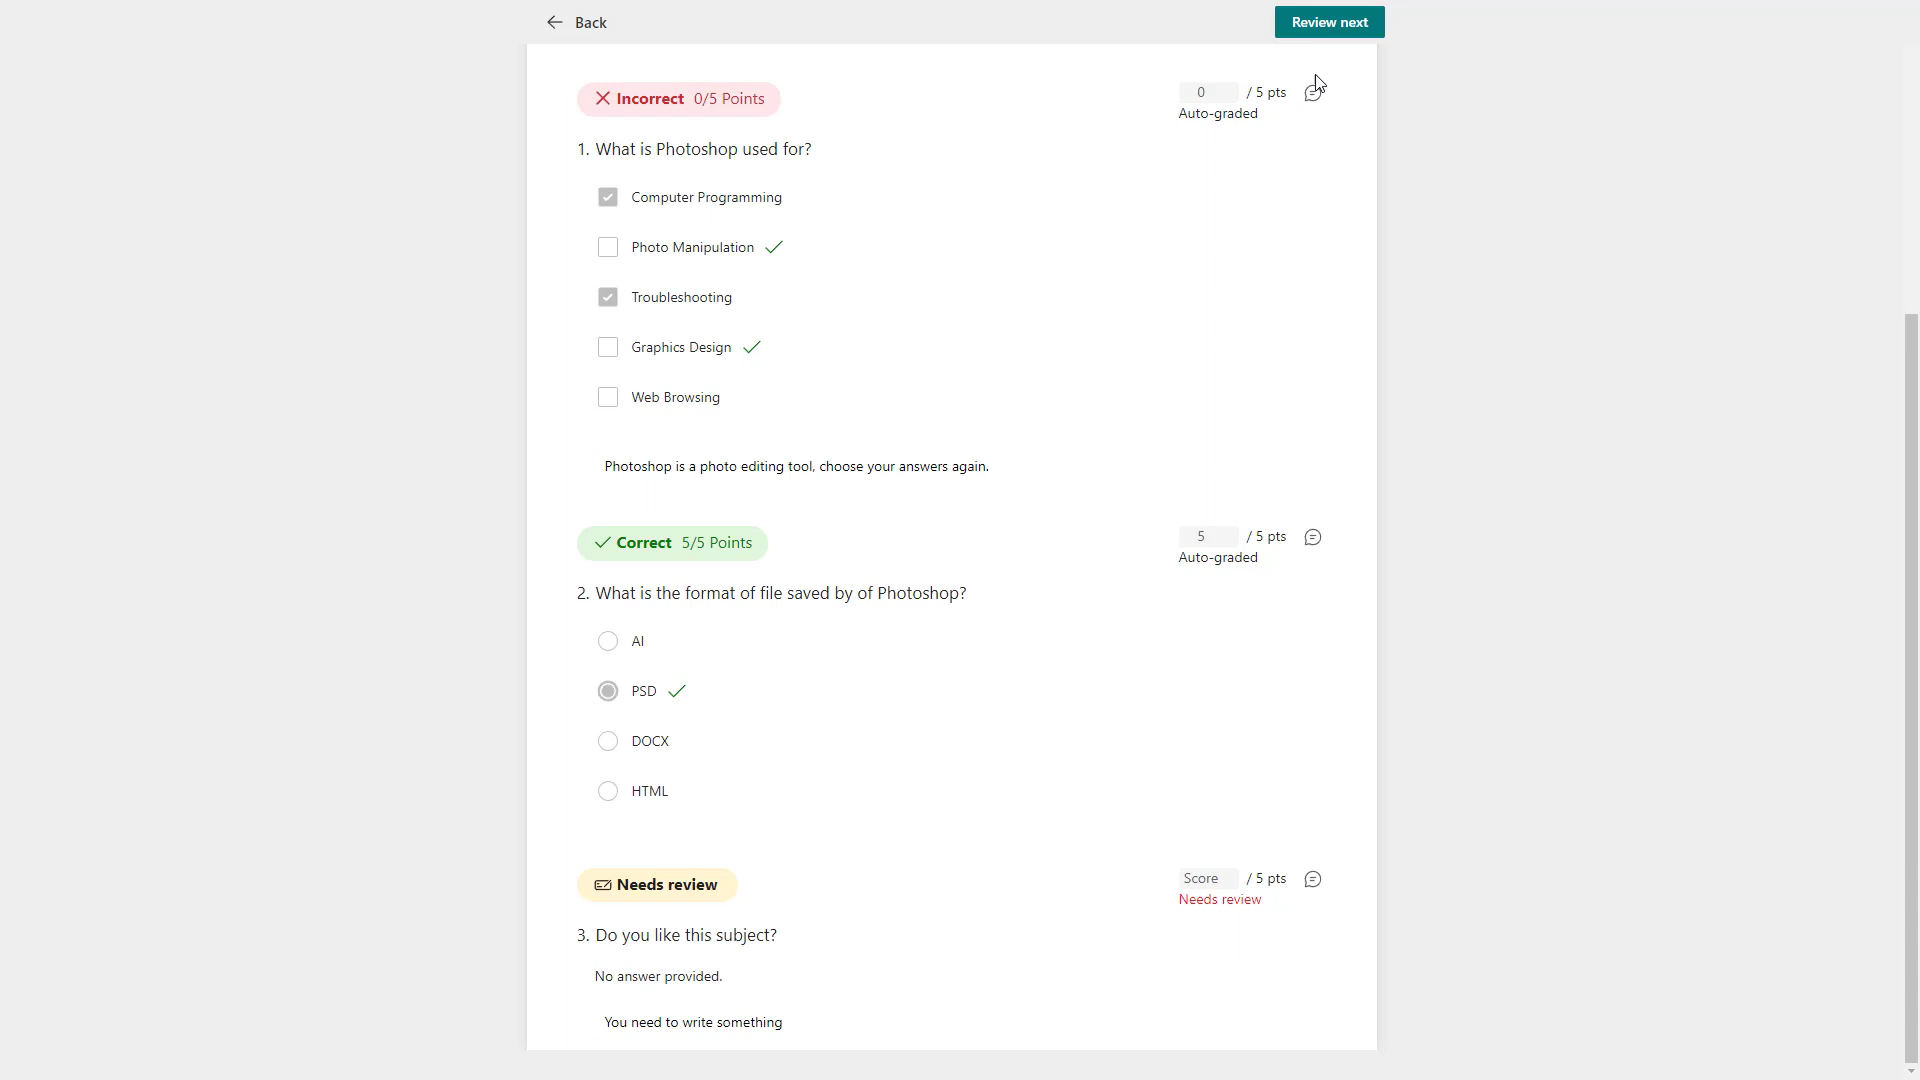 Back
Review next
Incorrect 0/5 Points
0 / 5 pts
Auto-graded
1. What is Photoshop used for?
Computer Programming
Photo Manipulation
Troubleshooting
Graphics Design
Web Browsing
Photoshop is a photo editing tool, choose your answers again.
Correct 5/5 Points
5 / 5 pts
Auto-graded
2. What is the format of file saved by of Photoshop?
AI
PSD
DOCX
HTML
Needs review
Score / 5 pts
Needs review
3. Do you like this subject?
No answer provided.
You need to write something